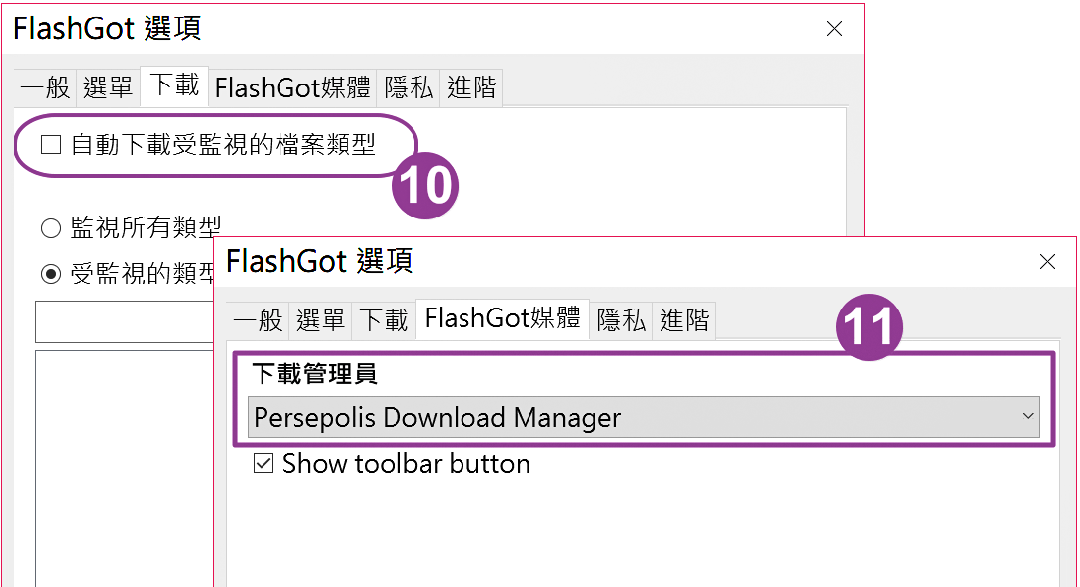 FlashGot 選項
一般 選單 下載 FlashGot媒體 隱私 進階
自動下載受監視的檔案類型
10
監視所有類型
受監視的類型
FlashGot 選項
一般 選單 下載 FlashGot媒體 隱私 進階
11
下載管理員
Persepolis Download Manager
Show toolbar button